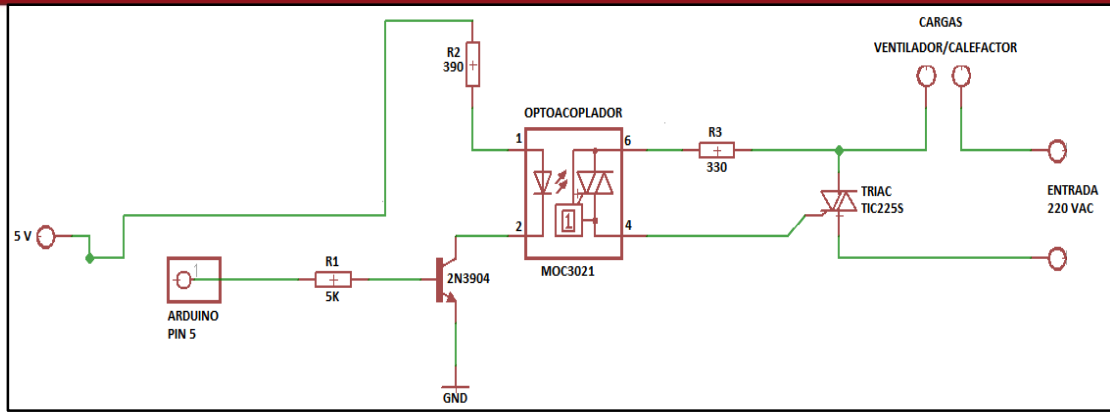 CARGAS
VENTILADOR/CALEFACTOR
R2
390
OPTOACOPLADOR
1
6
R3
330
TRIAC
TIC225S
ENTRADA
220 VAC
5 V
1
2
4
MOC3021
1
R1
5K
2N3904
ARDUINO
PIN 5
GND